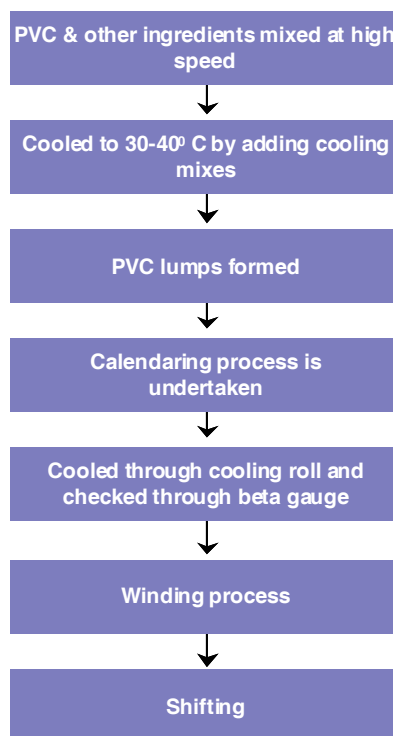 PVC & other ingredients mixed at high
speed
Cooled to 30-40⁰ C by adding cooling
mixes
PVC lumps formed
Calendaring process is
undertaken
Cooled through cooling roll and
checked through beta gauge
Winding process
Shifting